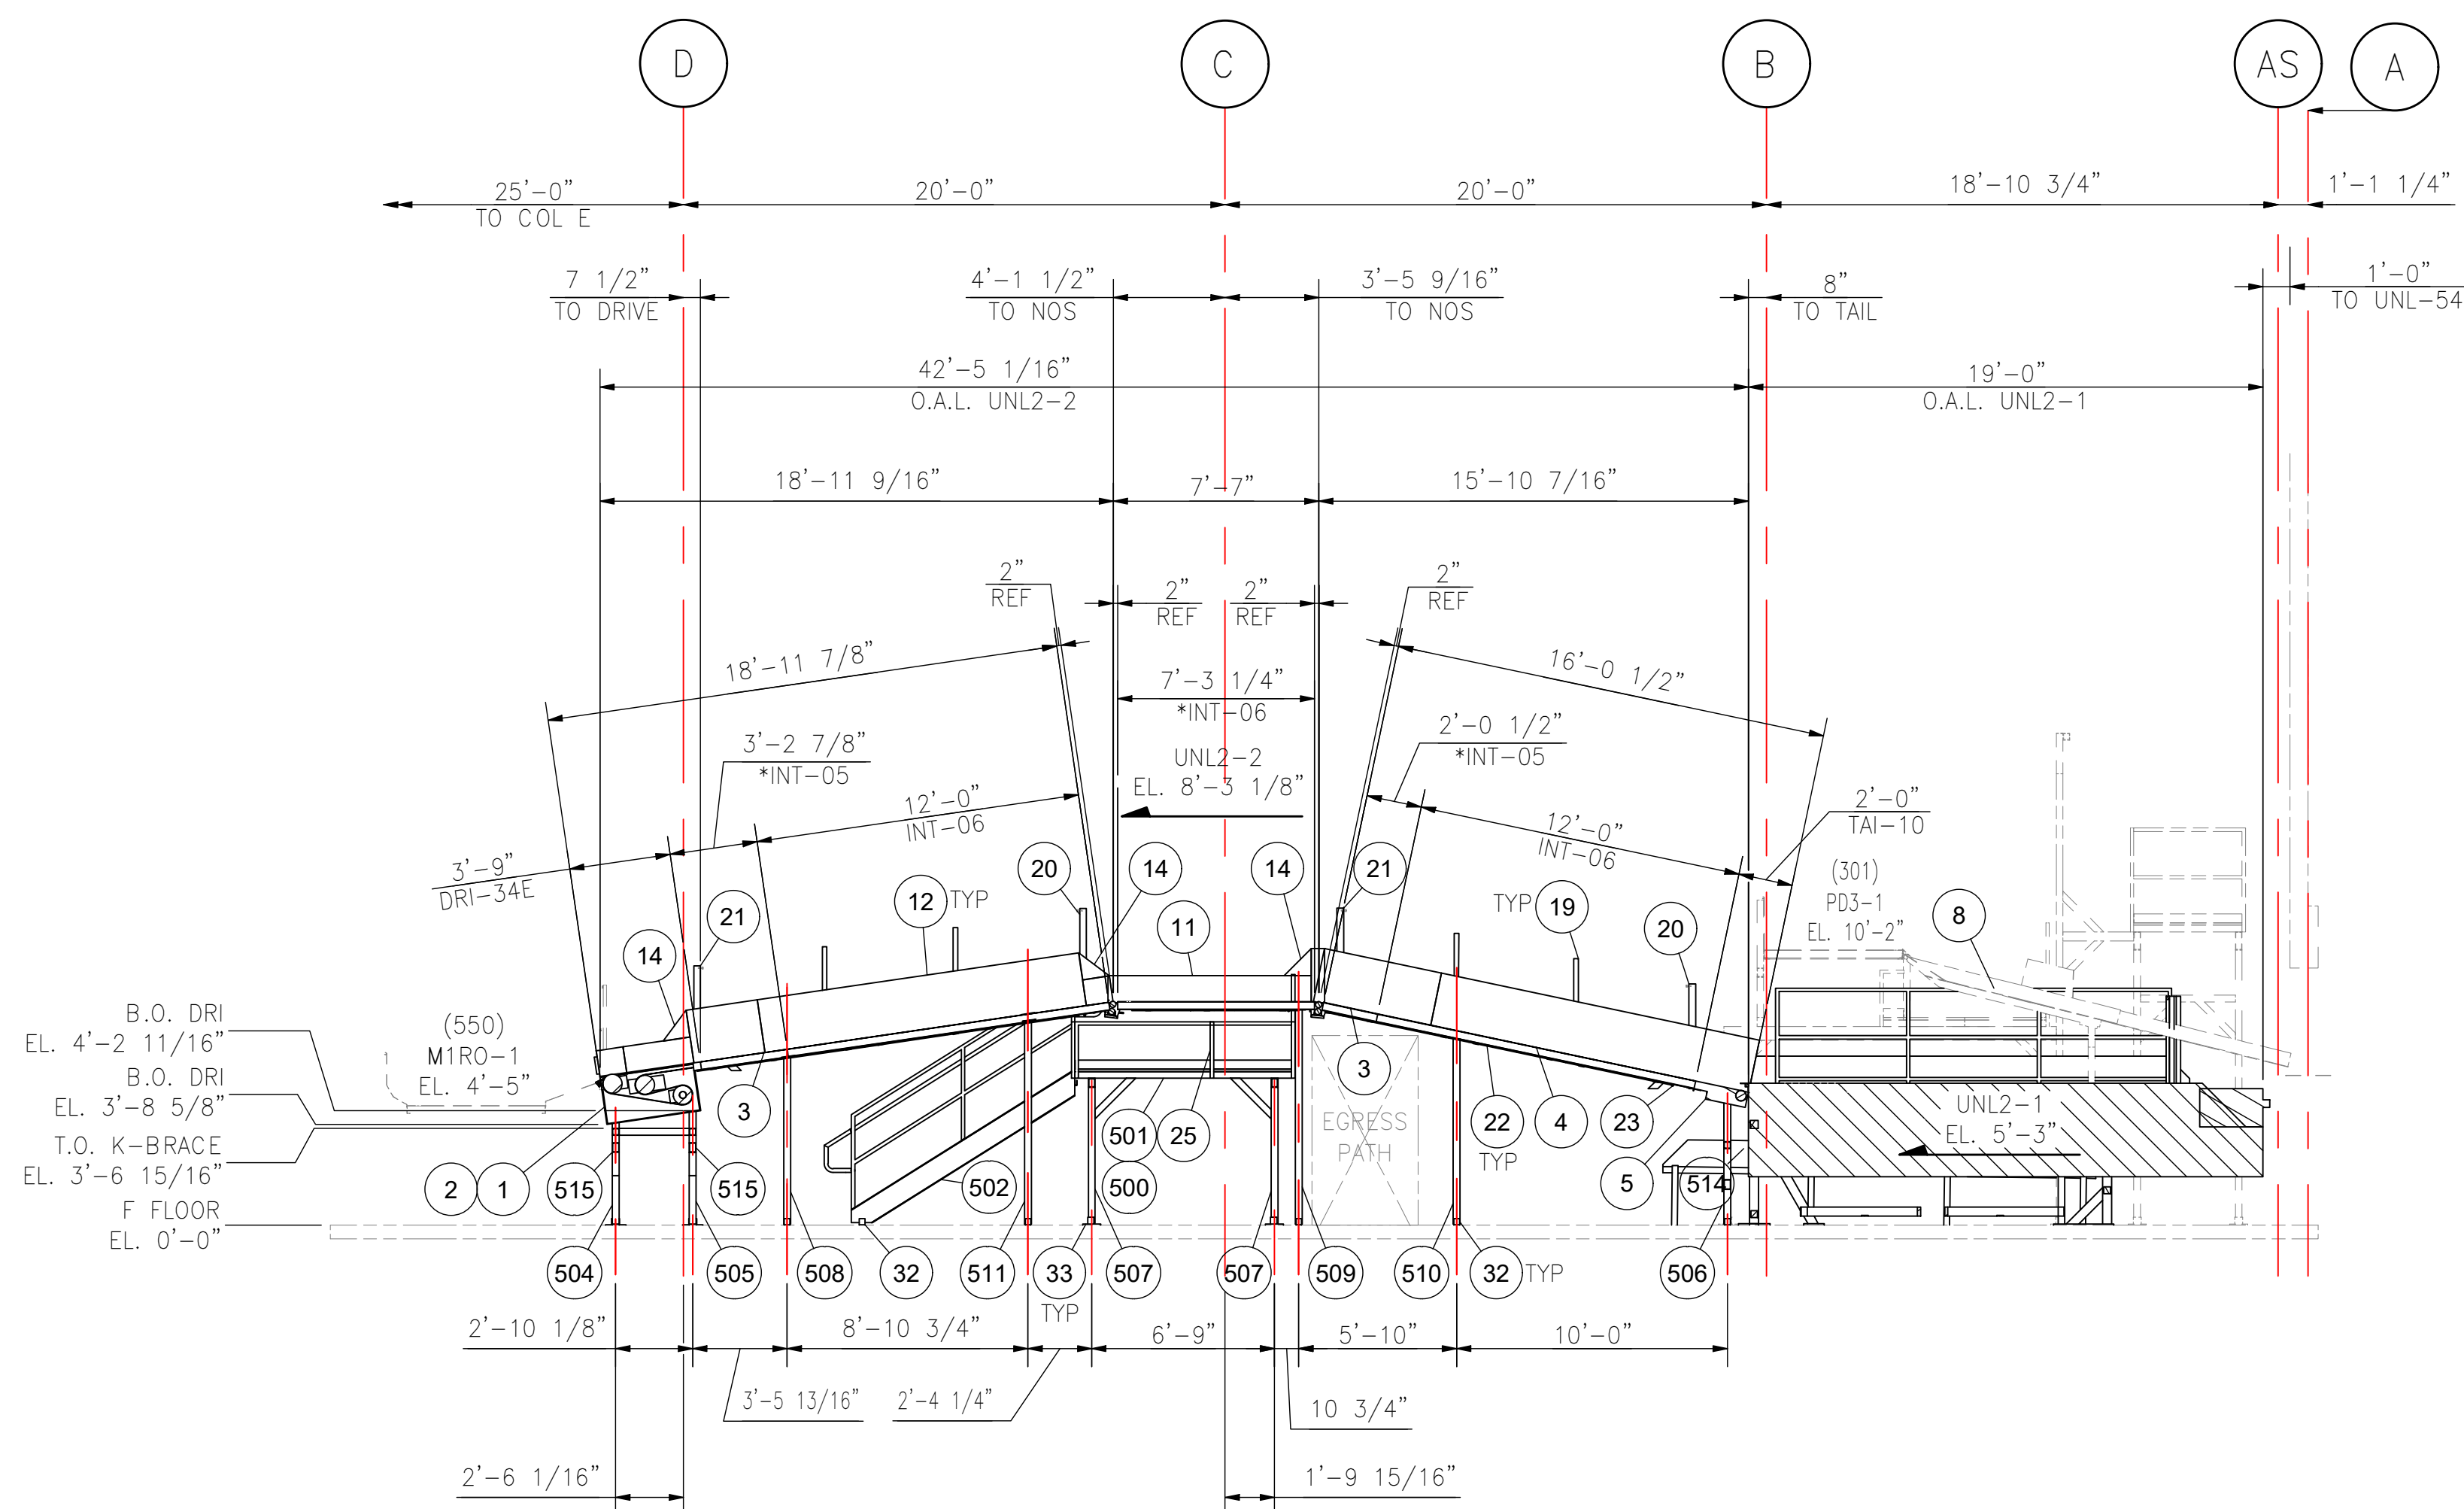 D
C
B
AS
A
25'-0"
TO COL E
20'-0"
20'-0"
18'-10 3/4"
1'-1 1/4"
7 1/2"
TO DRIVE
4'-1 1/2"
TO NOS
3'-5 9/16"
TO NOS
8"
TO TAIL
1'-0"
TO UNL-54
42'-5 1/16"
O.A.L. UNL2-2
19'-0"
O.A.L. UNL2-1
18'-11 9/16"
7'-7"
15'-10 7/16"
2"
REF
2"
REF
2"
REF
2"
REF
18'-11 7/8"
16'-0 1/2"
7'-3 1/4"
*INT-06
3'-2 7/8"
*INT-05
2'-0 1/2"
*INT-05
UNL2-2
EL. 8'-3 1/8"
12'-0"
INT-06
12'-0"
INT-06
2'-0"
TAI-10
3'-9"
DRI-34E
(301)
PD3-1
EL. 10'-2"
20
14
14
21
12 TYP
TYP 19
21
11
8
20
14
B.O. DRI
EL. 4'-2 11/16"
B.O. DRI
EL. 3'-8 5/8"
T.O. K-BRACE
EL. 3'-6 15/16"
F FLOOR
EL. 0'-0"
(550)
M1RO-1
EL. 4'-5"
3
3
EGRESS
PATH
501
25
22
TYP
4
23
UNL2-1
EL. 5'-3"
2
1
515
515
502
500
5
514
504
505
508
32
511
33
TYP
507
507
509
510
32 TYP
506
2'-10 1/8"
8'-10 3/4"
6'-9"
5'-10"
10'-0"
3'-5 13/16"
2'-4 1/4"
10 3/4"
2'-6 1/16"
1'-9 15/16"